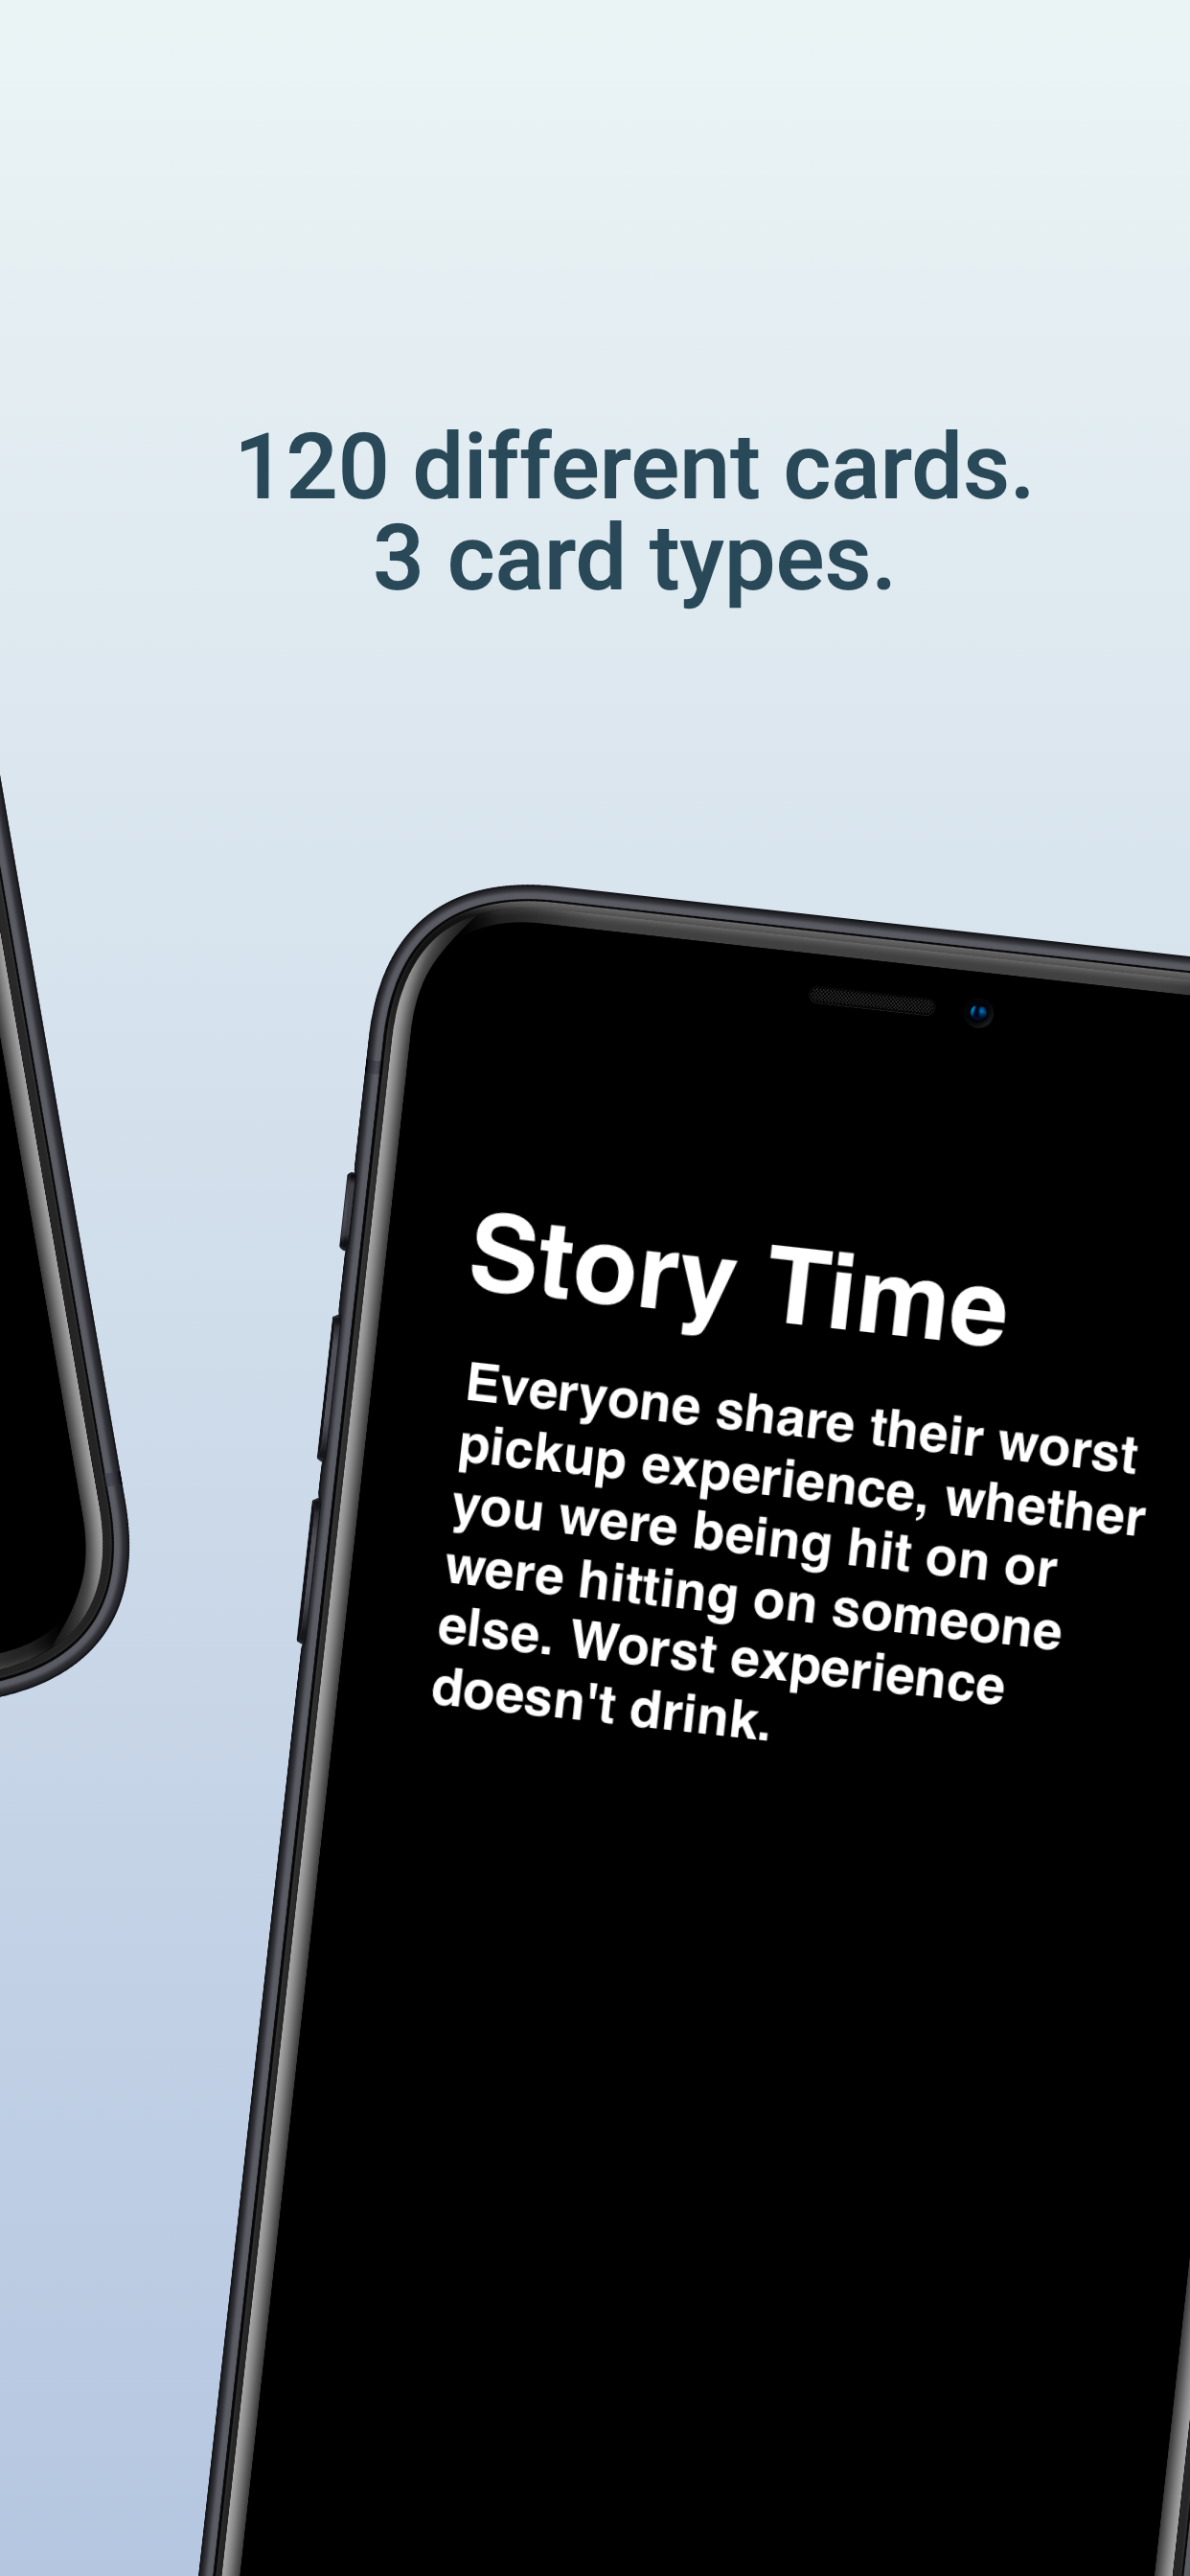 120 different cards.
3 card types.
Story Time
Everyone share their worst
pickup experience, whether
you were being hit on or
were hitting on someone
else. Worst experience
doesn't drink.